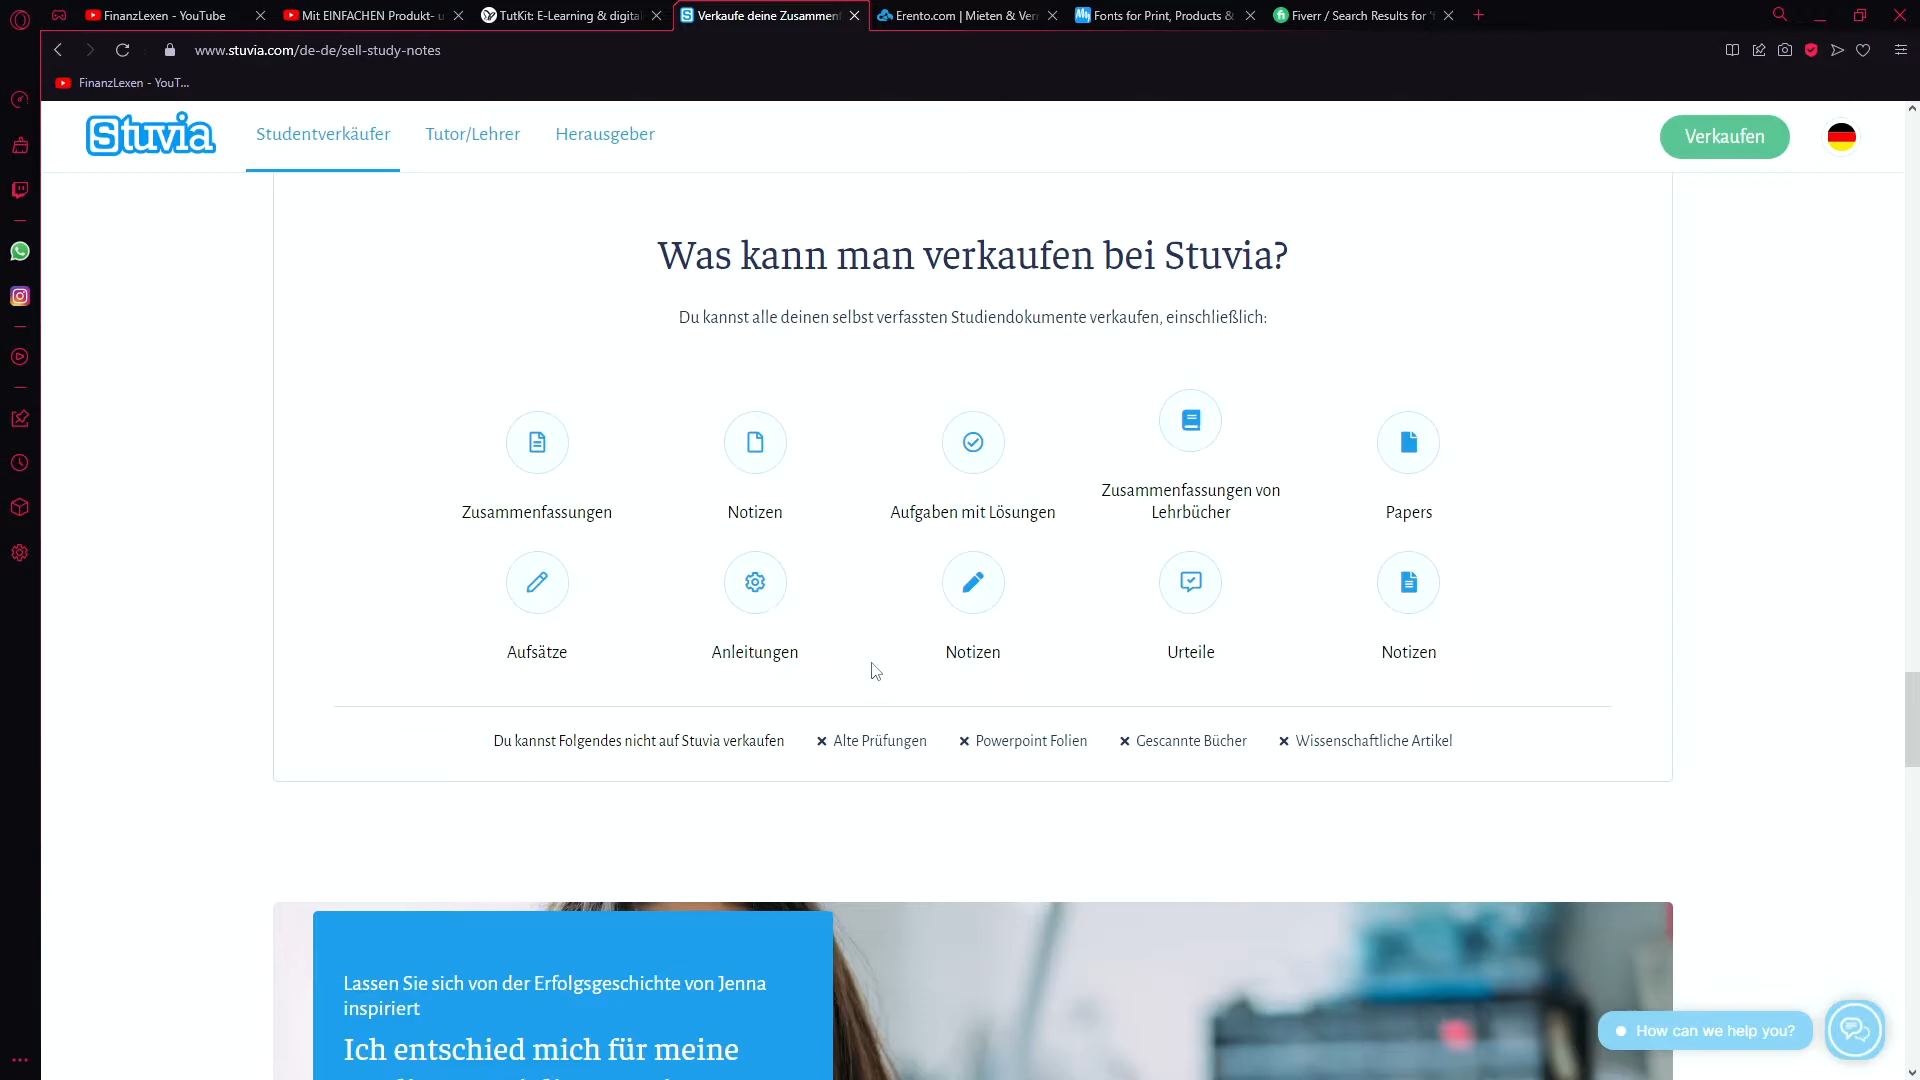 FinanzLexen - YouTube
Mit EINFACHEN Produkt- u
TutKit: E-Learning & digita
Verkaufe deine Zusammen
Erento.com | Mieten & Ver
Fonts for Print, Products &
Fiverr / Search Results for
www.stuvia.com/de-de/sell-study-notes
FinanzLexen - YouT...
Stuvia
Studentverkäufer
Tutor/Lehrer
Herausgeber
Verkaufen
Was kann man verkaufen bei Stuvia?
Du kannst alle deinen selbst verfassten Studiendokumente verkaufen, einschließlich:
Zusammenfassungen
Notizen
Aufgaben mit Lösungen
Zusammenfassungen von
Lehrbücher
Papers
Aufsätze
Anleitungen
Notizen
Urteile
Notizen
Du kannst Folgendes nicht auf Stuvia verkaufen
Alte Prüfungen
Powerpoint Folien
Gescannte Bücher
Wissenschaftliche Artikel
Lassen Sie sich von der Erfolgsgeschichte von Jenna
inspiriert
Ich entschied mich für meine
How can we help you?